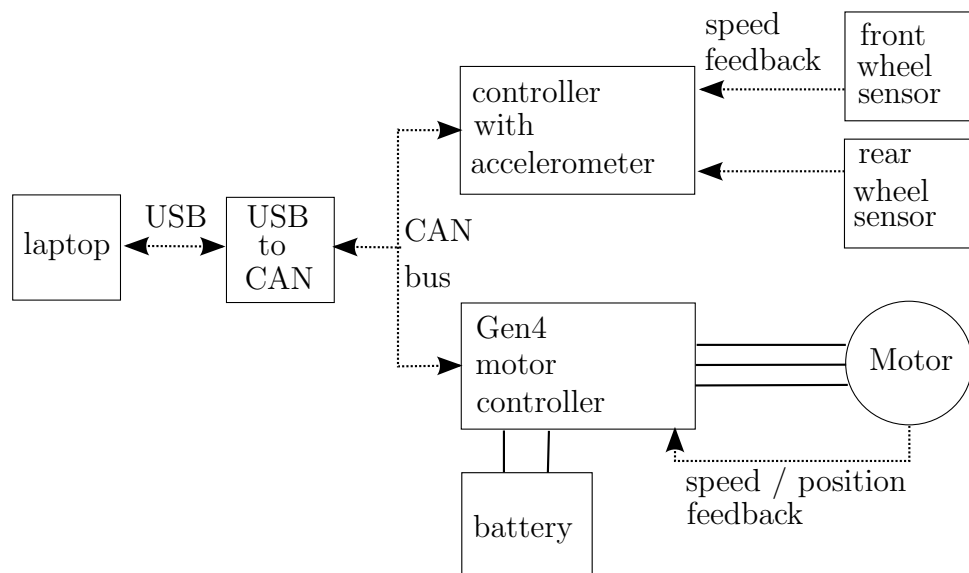 speed
feedback
front
wheel
sensor
controller
with
accelerometer
rear
wheel
sensor
laptop
USB
USB
to
CAN
CAN
bus
Gen4
motor
controller
Motor
battery
speed / position
feedback